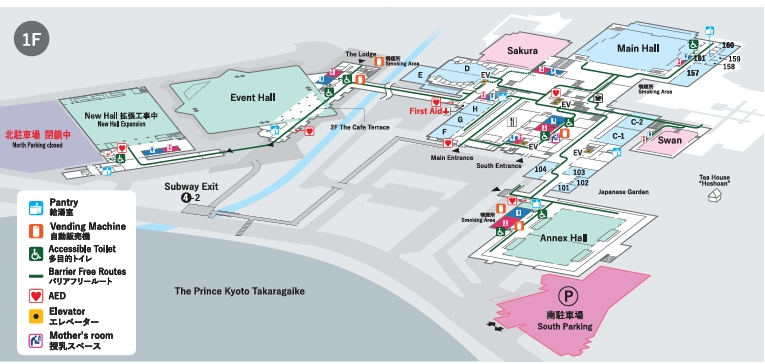 1F
The Lodge
喫煙所
Smoking Area
Sakura
Main Hall
160
161
159
158
157
喫煙所
Smoking Area
E
D
EV
Event Hall
New Hall 拡張工事中
New Hall Expansion
北駐車場 閉鎖中
North Parking closed
First Aid
H
G
F
EV
2F The Cafe Terrace
C-2
C-1
Swan
Main Entrance
South Entrance
EV
EV
104
103
102
101
Japanese Garden
Tea House
"Hoshoan"
Subway Exit
4-2
喫煙所
Smoking Area
Annex Hall
Pantry
給湯室
Vending Machine
自動販売機
Accessible Toilet
多目的トイレ
Barrier Free Routes
バリアフリールート
AED
Elevator
エレベーター
Mother's room
授乳スペース
The Prince Kyoto Takaragaike
P
南駐車場
South Parking